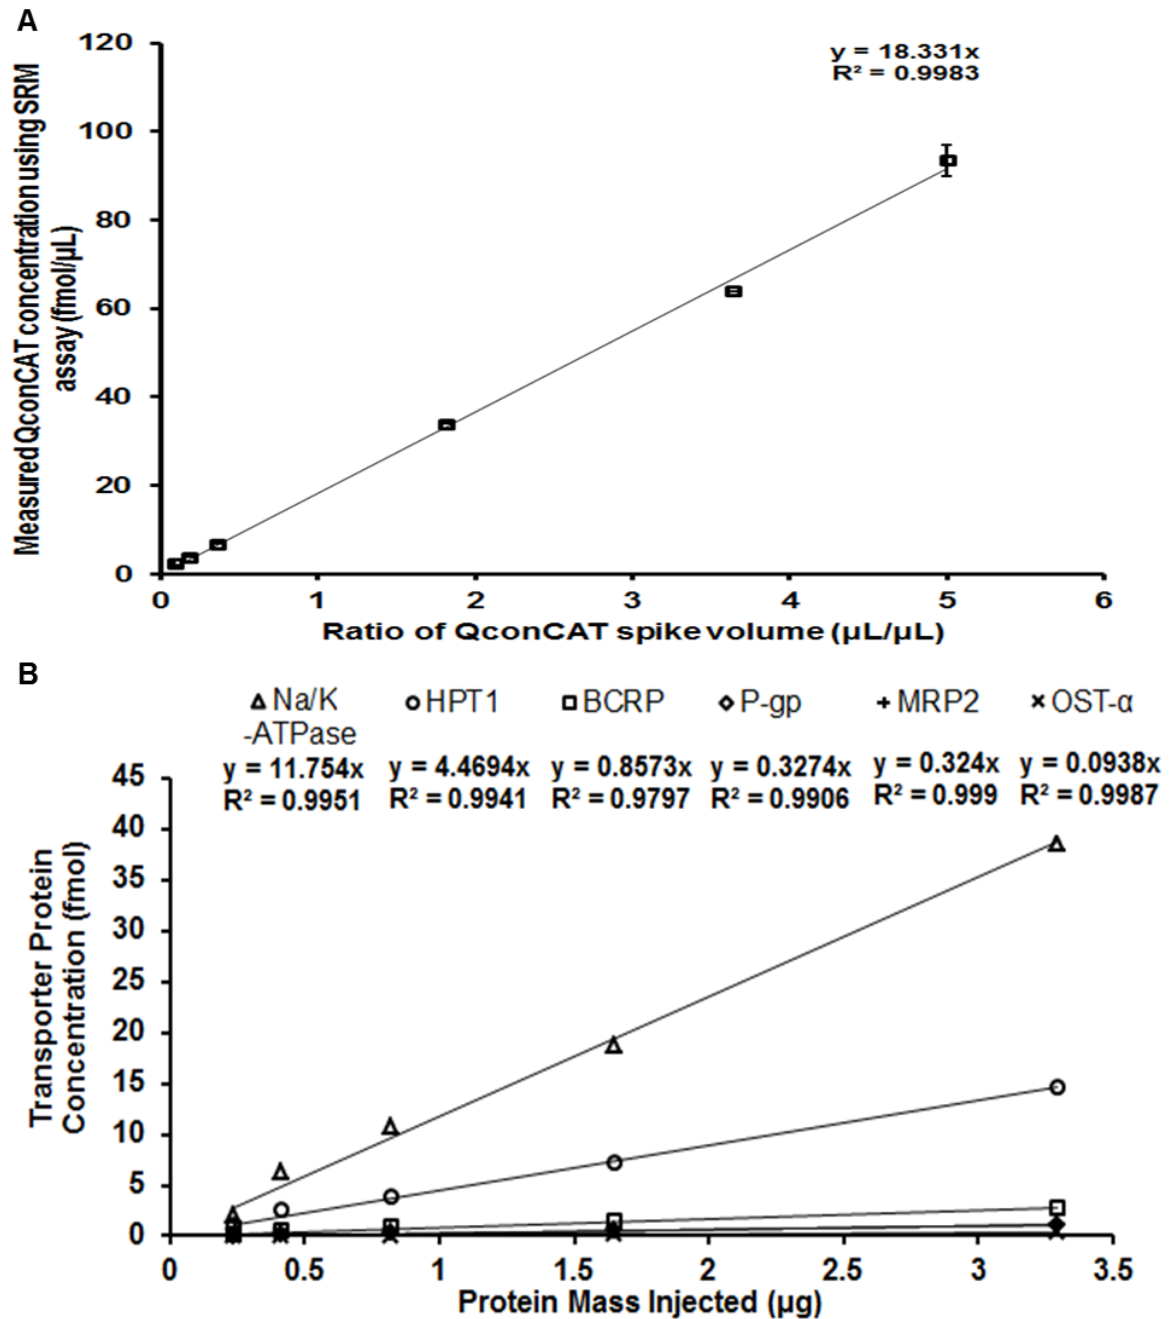 A
120
100
80
60
40
20
0
Measured QconCAT concentration using SRM
assay (fmol/µL)
y = 18.331x
R² = 0.9983
0 1 2 3 4 5 6
Ratio of QconCAT spike volume (µL/µL)
B
Na/K
-ATPase
HPT1
BCRP
P-gp
MRP2
OST-α
y = 11.754x
R² = 0.9951
y = 4.4694x
R² = 0.9941
y = 0.8573x
R² = 0.9797
y = 0.3274x
R² = 0.9906
y = 0.324x
R² = 0.999
y = 0.0938x
R² = 0.9987
45
40
35
30
25
20
15
10
5
0
Transporter Protein
Concentration (fmol)
0 0.5 1 1.5 2 2.5 3 3.5
Protein Mass Injected (µg)